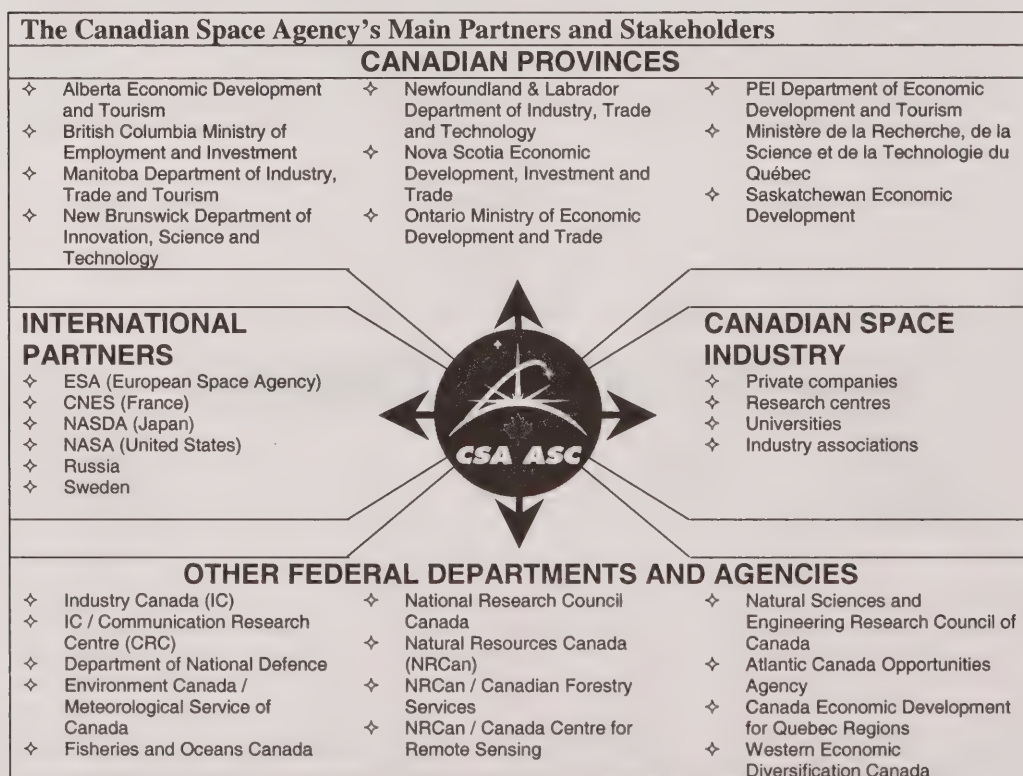 The Canadian Space Agency's Main Partners and Stakeholders
CANADIAN PROVINCES
✧ Alberta Economic Development
and Tourism
✧ British Columbia Ministry of
Employment and Investment
✧ Manitoba Department of Industry,
Trade and Tourism
✧ New Brunswick Department of
Innovation, Science and
Technology
✧ Newfoundland & Labrador
Department of Industry, Trade
and Technology
✧ Nova Scotia Economic
Development, Investment and
Trade
✧ Ontario Ministry of Economic
Development and Trade
✧ PEI Department of Economic
Development and Tourism
✧ Ministère de la Recherche, de la
Science et de la Technologie du
Québec
✧ Saskatchewan Economic
Development
INTERNATIONAL
PARTNERS
✧ ESA (European Space Agency)
✧ CNES (France)
✧ NASDA (Japan)
✧ NASA (United States)
✧ Russia
✧ Sweden
CSA ASC
CANADIAN SPACE
INDUSTRY
✧ Private companies
✧ Research centres
✧ Universities
✧ Industry associations
OTHER FEDERAL DEPARTMENTS AND AGENCIES
✧ Industry Canada (IC)
✧ IC / Communication Research
Centre (CRC)
✧ Department of National Defence
✧ Environment Canada /
Meteorological Service of
Canada
✧ Fisheries and Oceans Canada
✧ National Research Council
Canada
✧ Natural Resources Canada
(NRCan)
✧ NRCan / Canadian Forestry
Services
✧ NRCan / Canada Centre for
Remote Sensing
✧ Natural Sciences and
Engineering Research Council of
Canada
✧ Atlantic Canada Opportunities
Agency
✧ Canada Economic Development
for Quebec Regions
✧ Western Economic
Diversification Canada